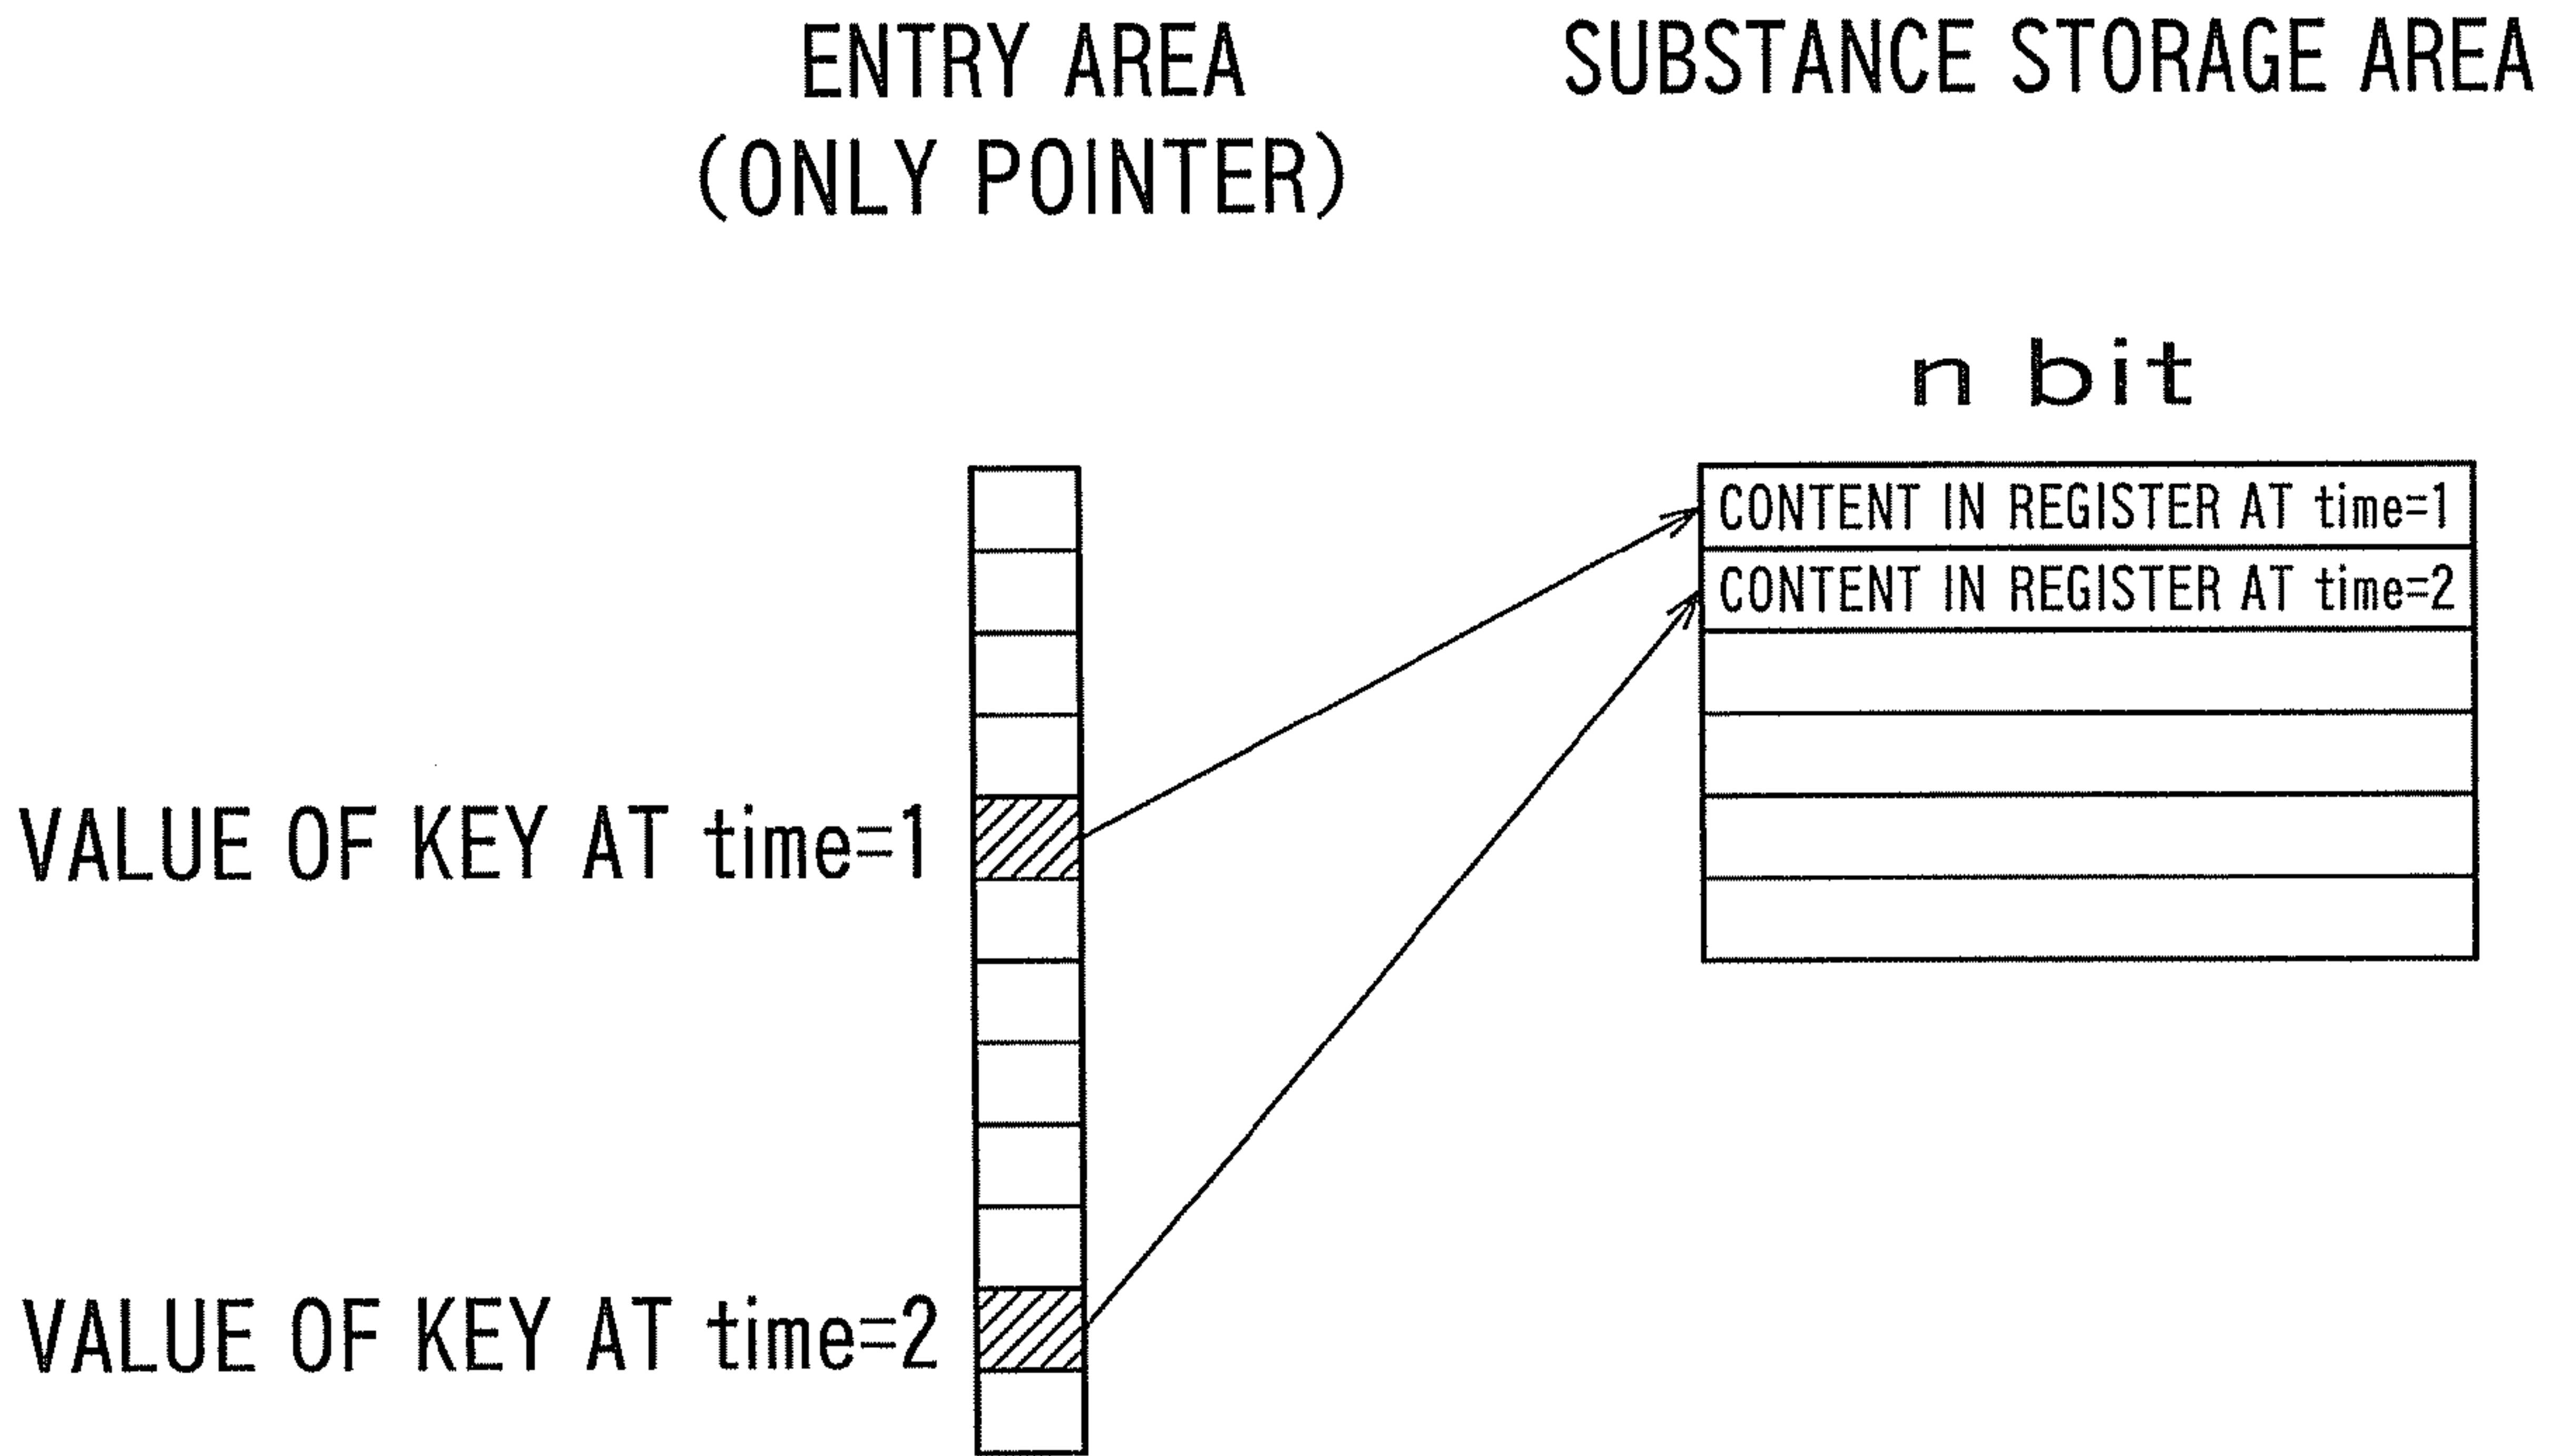 ENTRY AREA
(ONLY POINTER)
SUBSTANCE STORAGE AREA
n bit
CONTENT IN REGISTER AT time=1
CONTENT IN REGISTER AT time=2
VALUE OF KEY AT time=1
VALUE OF KEY AT time=2